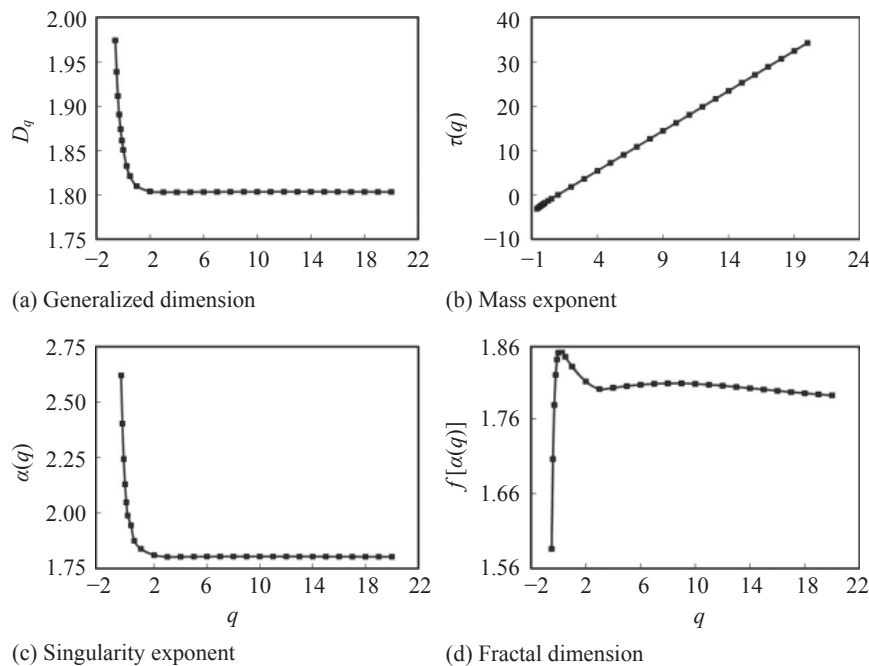 2.00
1.95
1.90
1.85
1.80
1.75
−2 2 6 10 14 18 22
D_q
(a) Generalized dimension
40
30
20
10
0
−10
−1 4 9 14 19 24
τ(q)
(b) Mass exponent
2.75
2.50
2.25
2.00
1.75
−2 2 6 10 14 18 22
α(q)
q
(c) Singularity exponent
1.86
1.76
1.66
1.56
−2 2 6 10 14 18 22
f[α(q)]
q
(d) Fractal dimension